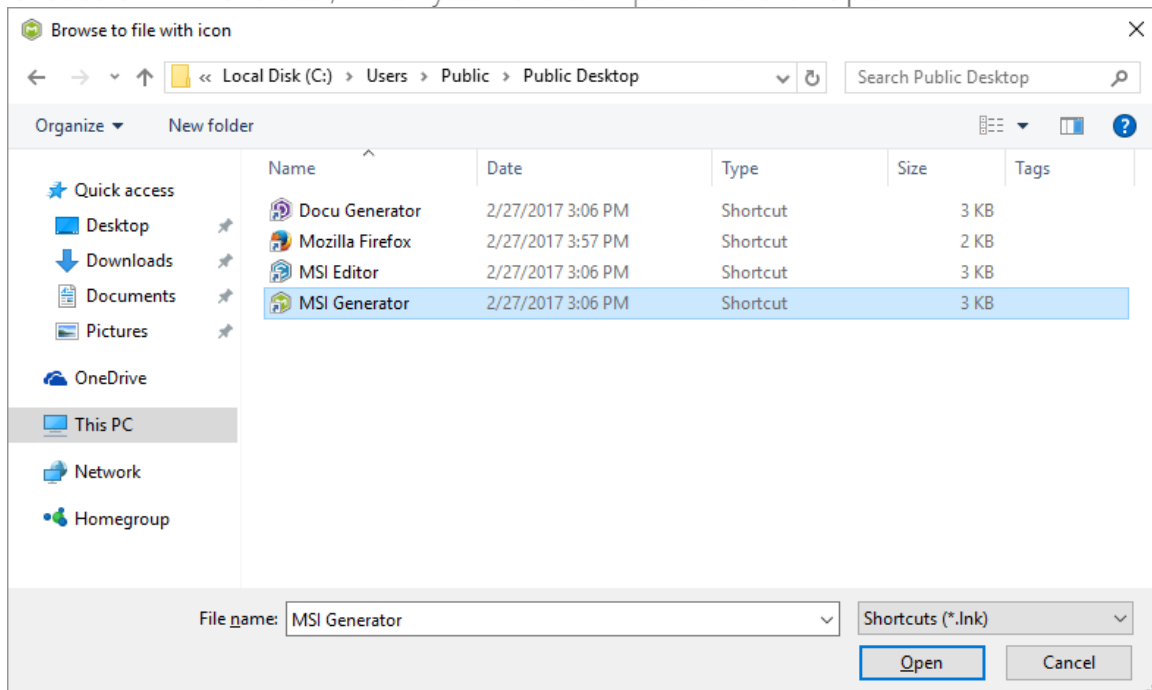 Browse to file with icon
« Local Disk (C:) > Users > Public > Public Desktop
Search Public Desktop
Organize
New folder
Name Date Type Size Tags
Quick access
Desktop
Downloads
Documents
Pictures
OneDrive
This PC
Network
Homegroup
Docu Generator 2/27/2017 3:06 PM Shortcut 3 KB
Mozilla Firefox 2/27/2017 3:57 PM Shortcut 2 KB
MSI Editor 2/27/2017 3:06 PM Shortcut 3 KB
MSI Generator 2/27/2017 3:06 PM Shortcut 3 KB
File name: MSI Generator
Shortcuts (*.lnk)
Open
Cancel